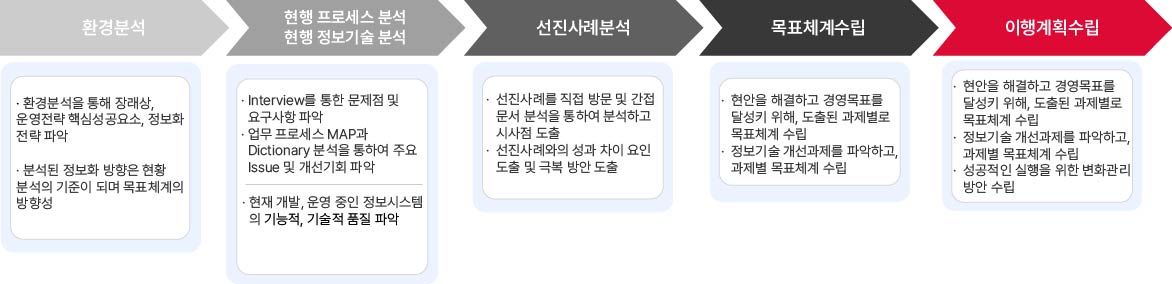 환경분석
· 환경분석을 통해 장래상,
운영전략 핵심성공요소, 정보화
전략 파악
· 분석된 정보화 방향은 현황
분석의 기준이 되며 목표체계의
방향성
현행 프로세스 분석
현행 정보기술 분석
· Interview를 통한 문제점 및
요구사항 파악
· 업무 프로세스 MAP과
Dictionary 분석을 통하여 주요
Issue 및 개선기회 파악
· 현재 개발, 운영 중인 정보시스템
의 기능적, 기술적 품질 파악
선진사례분석
· 선진사례를 직접 방문 및 간접
문서 분석을 통하여 분석하고
시사점 도출
· 선진사례와의 성과 차이 요인
도출 및 극복 방안 도출
목표체계수립
· 현안을 해결하고 경영목표를
달성키 위해, 도출된 과제별로
목표체계 수립
· 정보기술 개선과제를 파악하고,
과제별 목표체계 수립
이행계획수립
· 현안을 해결하고 경영목표를
달성키 위해, 도출된 과제별로
목표체계 수립
· 정보기술 개선과제를 파악하고,
과제별 목표체계 수립
· 성공적인 실행을 위한 변화관리
방안 수립